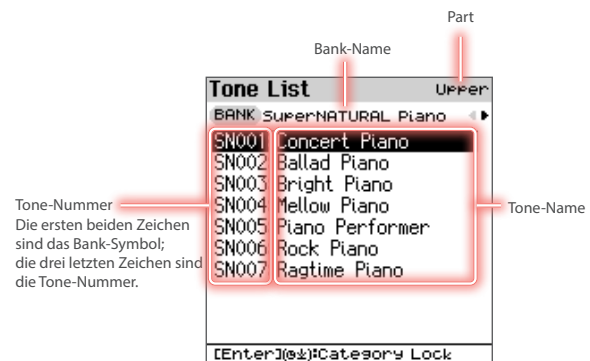 Part
Bank-Name
Tone List Upper
BANK SuperNATURAL Piano
SN001 Concert Piano
SN002 Ballad Piano
SN003 Bright Piano
SN004 Mellow Piano
SN005 Piano Performer
SN006 Rock Piano
SN007 Ragtime Piano
Tone-Nummer
Die ersten beiden Zeichen
sind das Bank-Symbol;
die drei letzten Zeichen sind
die Tone-Nummer.
Tone-Name
[Enter]:Category Lock